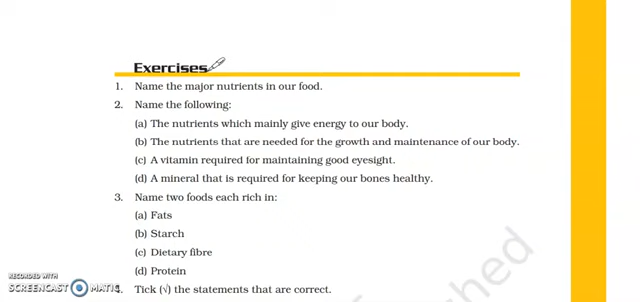 Exercises
1. Name the major nutrients in our food.
2. Name the following:
(a) The nutrients which mainly give energy to our body.
(b) The nutrients that are needed for the growth and maintenance of our body.
(c) A vitamin required for maintaining good eyesight.
(d) A mineral that is required for keeping our bones healthy.
3. Name two foods each rich in:
(a) Fats
(b) Starch
(c) Dietary fibre
(d) Protein
4. Tick (√) the statements that are correct.
RECORDED WITH
SCREENCAST MATIC